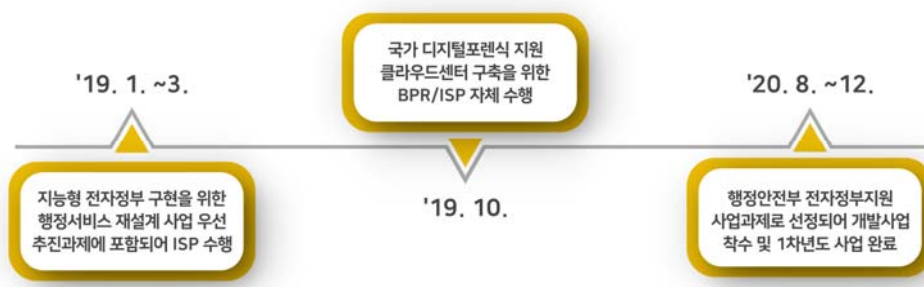 '19. 1. ~3.
지능형 전자정부 구현을 위한
행정서비스 재설계 사업 우선
추진과제에 포함되어 ISP 수행
국가 디지털포렌식 지원
클라우드센터 구축을 위한
BPR/ISP 자체 수행
'19. 10.
'20. 8. ~12.
행정안전부 전자정부지원
사업과제로 선정되어 개발사업
착수 및 1차년도 사업 완료